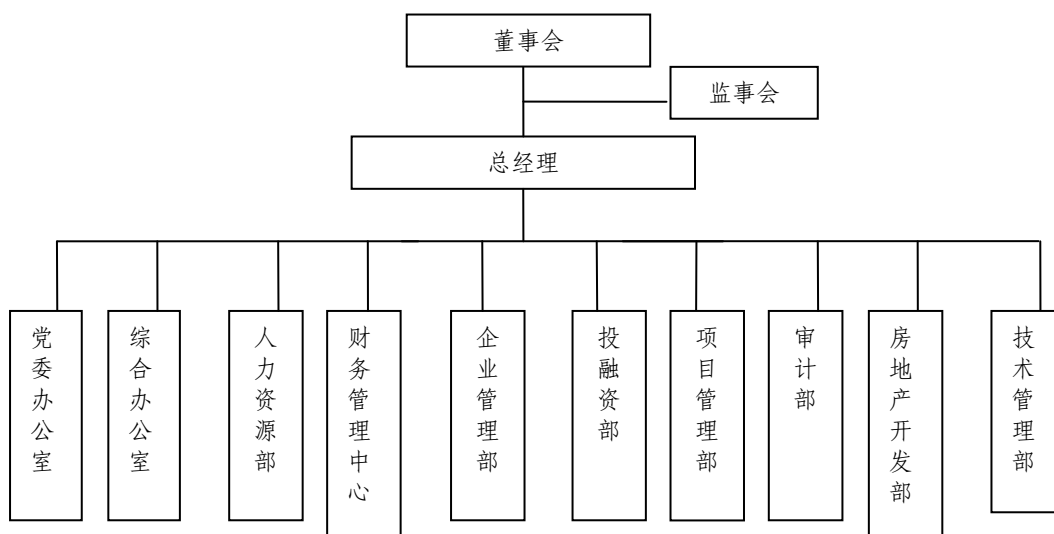 董事会
监事会
总经理
党委办公室
综合办公室
人力资源部
财务管理中心
企业管理部
投融资部
项目管理部
审计部
房地产开发部
技术管理部